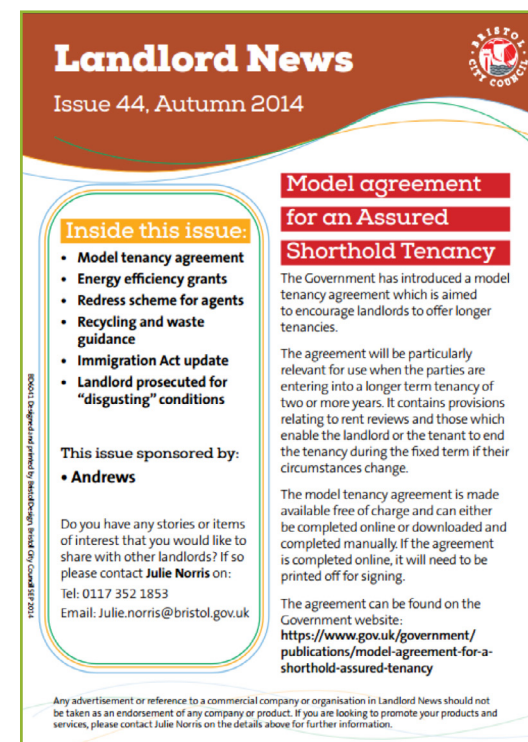 Landlord News
Issue 44, Autumn 2014
BRISTOL
CITY COUNCIL
Inside this issue:
• Model tenancy agreement
• Energy efficiency grants
• Redress scheme for agents
• Recycling and waste
guidance
• Immigration Act update
• Landlord prosecuted for
“disgusting” conditions
This issue sponsored by:
• Andrews
Do you have any stories or items
of interest that you would like to
share with other landlords? If so
please contact Julie Norris on:
Tel: 0117 352 1853
Email: Julie.norris@bristol.gov.uk
Designed and printed by Bristol Design, Bristol City Council SEP 2014
Model agreement
for an Assured
Shorthold Tenancy
The Government has introduced a model
tenancy agreement which is aimed
to encourage landlords to offer longer
tenancies.
The agreement will be particularly
relevant for use when the parties are
entering into a longer term tenancy of
two or more years. It contains provisions
relating to rent reviews and those which
enable the landlord or the tenant to end
the tenancy during the fixed term if their
circumstances change.
The model tenancy agreement is made
available free of charge and can either
be completed online or downloaded and
completed manually. If the agreement
is completed online, it will need to be
printed off for signing.
The agreement can be found on the
Government website:
https://www.gov.uk/government/
publications/model-agreement-for-a-
shorthold-assured-tenancy
Any advertisement or reference to a commercial company or organisation in Landlord News should not
be taken as an endorsement of any company or product. If you are looking to promote your products and
services, please contact Julie Norris on the details above for further information.